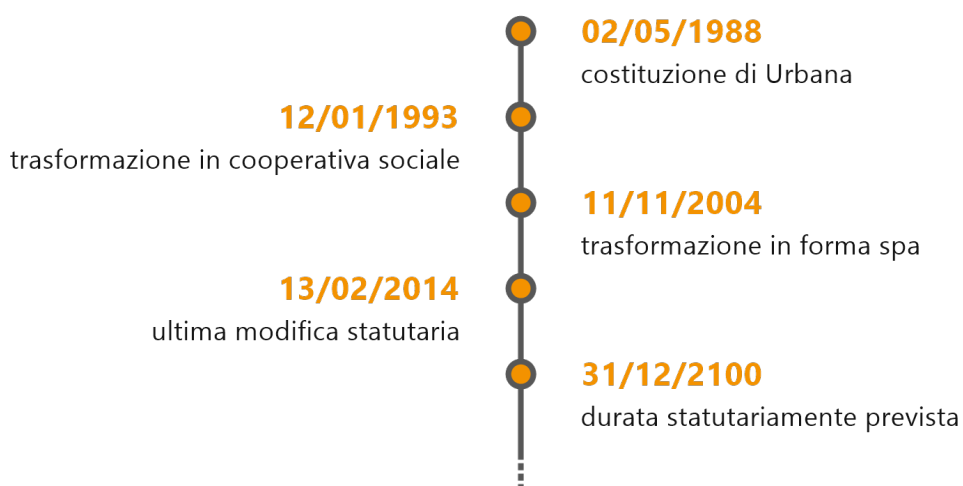 02/05/1988
costituzione di Urbana
12/01/1993
trasformazione in cooperativa sociale
11/11/2004
trasformazione in forma spa
13/02/2014
ultima modifica statutaria
31/12/2100
durata statutariamente prevista